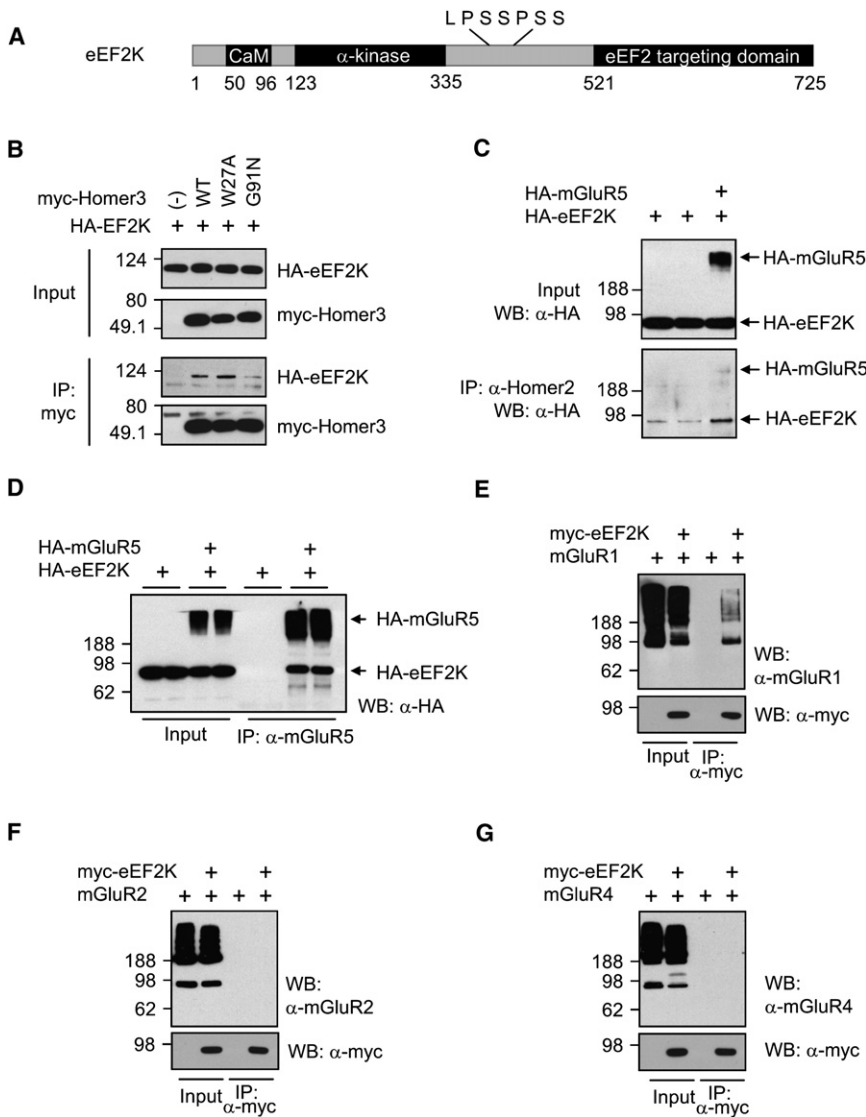 A
L P S S P S S
eEF2K
CaM α-kinase eEF2 targeting domain
1 50 96 123 335 521 725
B
myc-Homer3 (-) WT W27A G91N
HA-EF2K + + + +
Input
124 HA-eEF2K
80
49.1 myc-Homer3
IP:
myc
124 HA-eEF2K
80
49.1 myc-Homer3
C
HA-mGluR5 +
HA-eEF2K + + +
HA-mGluR5
Input 188
WB: α-HA 98
HA-eEF2K
HA-mGluR5
IP: α-Homer2 188
WB: α-HA 98
HA-eEF2K
D
HA-mGluR5 + +
HA-eEF2K + + + +
HA-mGluR5
188
98 HA-eEF2K
62
WB: α-HA
Input IP: α-mGluR5
E
myc-eEF2K + +
mGluR1 + + + +
188
98
62
WB:
α-mGluR1
98 WB: α-myc
Input IP:
α-myc
F
myc-eEF2K + +
mGluR2 + + + +
188
98
62
WB:
α-mGluR2
98 WB: α-myc
Input IP:
α-myc
G
myc-eEF2K + +
mGluR4 + + + +
188
98
62
WB:
α-mGluR4
98 WB: α-myc
Input IP:
α-myc